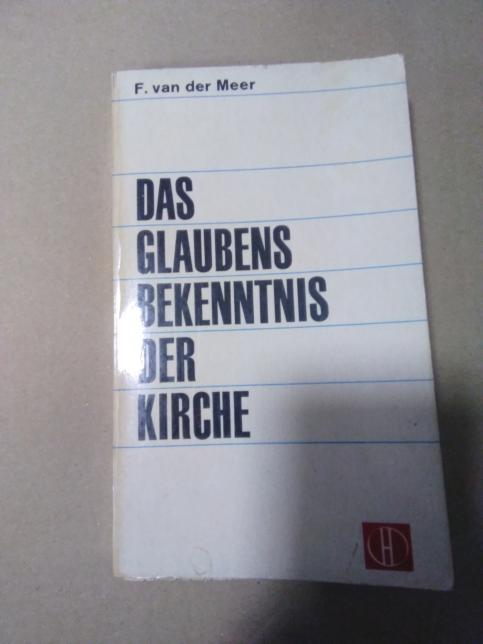 F. van der Meer
DAS
GLAUBENS
BEKENNTNIS
DER
KIRCHE